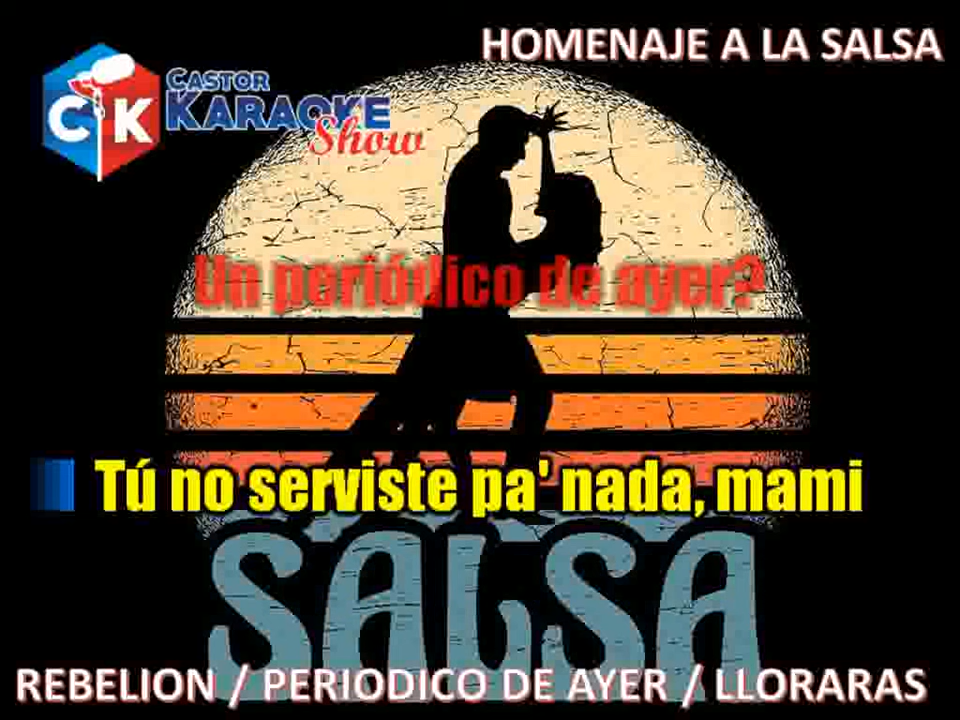 HOMENAJE A LA SALSA
CK
CASTOR
KARAOKE
Show
Un periódico de ayer?
Tú no serviste pa' nada, mami
SALSA
REBELION / PERIODICO DE AYER / LLORARAS